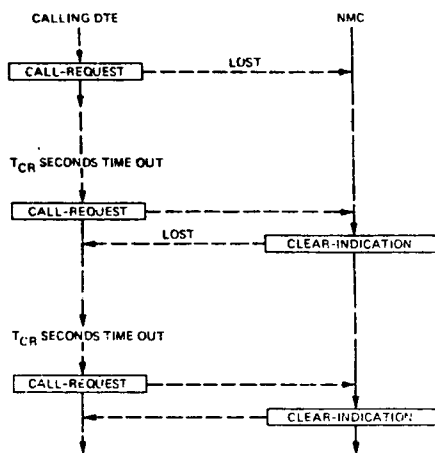 CALLING DTE
NMC
CALL-REQUEST
LOST
TCR SECONDS TIME OUT
CALL-REQUEST
LOST
CLEAR-INDICATION
TCR SECONDS TIME OUT
CALL-REQUEST
CLEAR-INDICATION